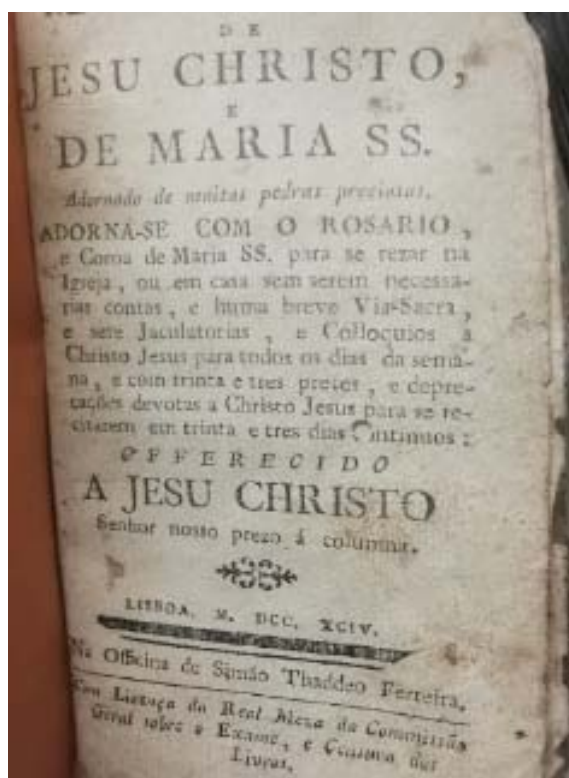 DE
JESU CHRISTO,
E
DE MARIA SS.
Adornado de muitas pedras preciosas.
ADORNA-SE COM O ROSARIO,
e Coroa de Maria SS. para se rezar na
Igreja, ou em casa sem serem necessa-
rias contas, e huma breve Via-Sacra,
e sete Jaculatorias, e Colloquios a
Christo Jesus para todos os dias da sema-
na, e com trinta e tres preces, e depre-
cações devotas a Christo Jesus para se re-
citarem em trinta e tres dias Continuos:
OFFERECIDO
A JESU CHRISTO
Senhor nosso prezo á columna.
LISBOA. M. DCC. XCIV.
Na Officina de Simão Thaddeo Ferreira.
Com Licença da Real Meza da Commissão
Geral sobre o Exame, e Censura dos
Livros.